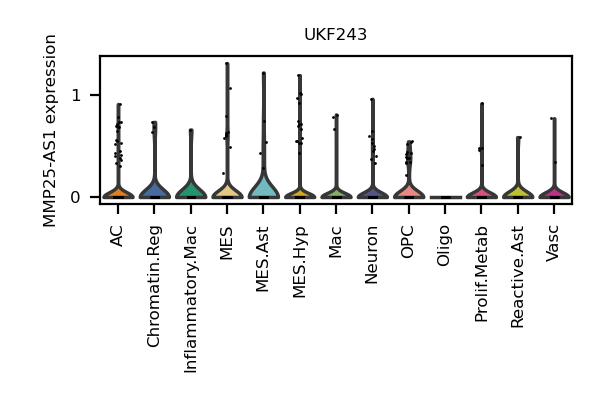 UKF243
MMP25-AS1 expression
1
0
AC
Chromatin.Reg
Inflammatory.Mac
MES
MES.Ast
MES.Hyp
Mac
Neuron
OPC
Oligo
Prolif.Metab
Reactive.Ast
Vasc